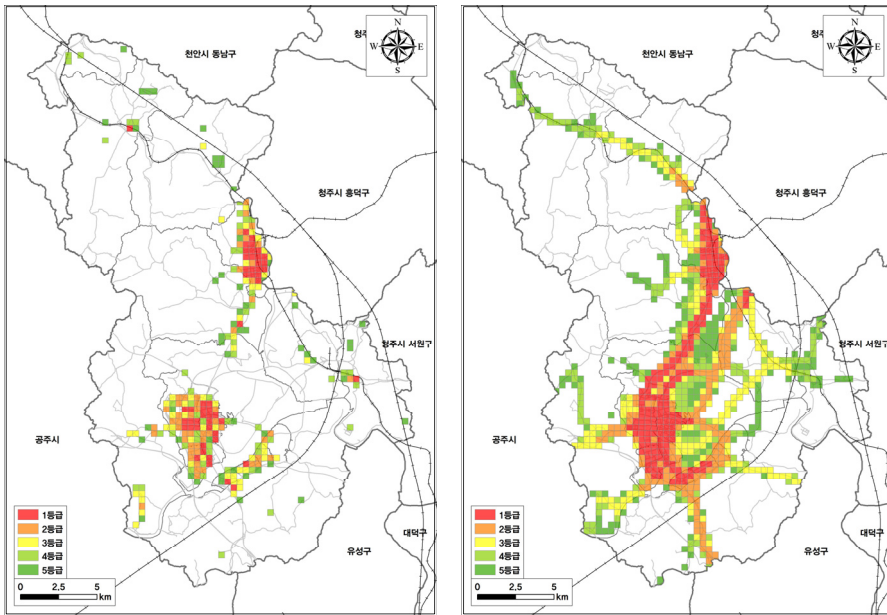 N
W
E
S
청주
천안시 동남구
청주시 흥덕구
청주시 서원구
공주시
대덕구
유성구
1등급
2등급
3등급
4등급
5등급
0 2.5 5
km
N
W
E
S
청주
천안시 동남구
청주시 흥덕구
청주시 서원구
공주시
대덕구
유성구
1등급
2등급
3등급
4등급
5등급
0 2.5 5
km